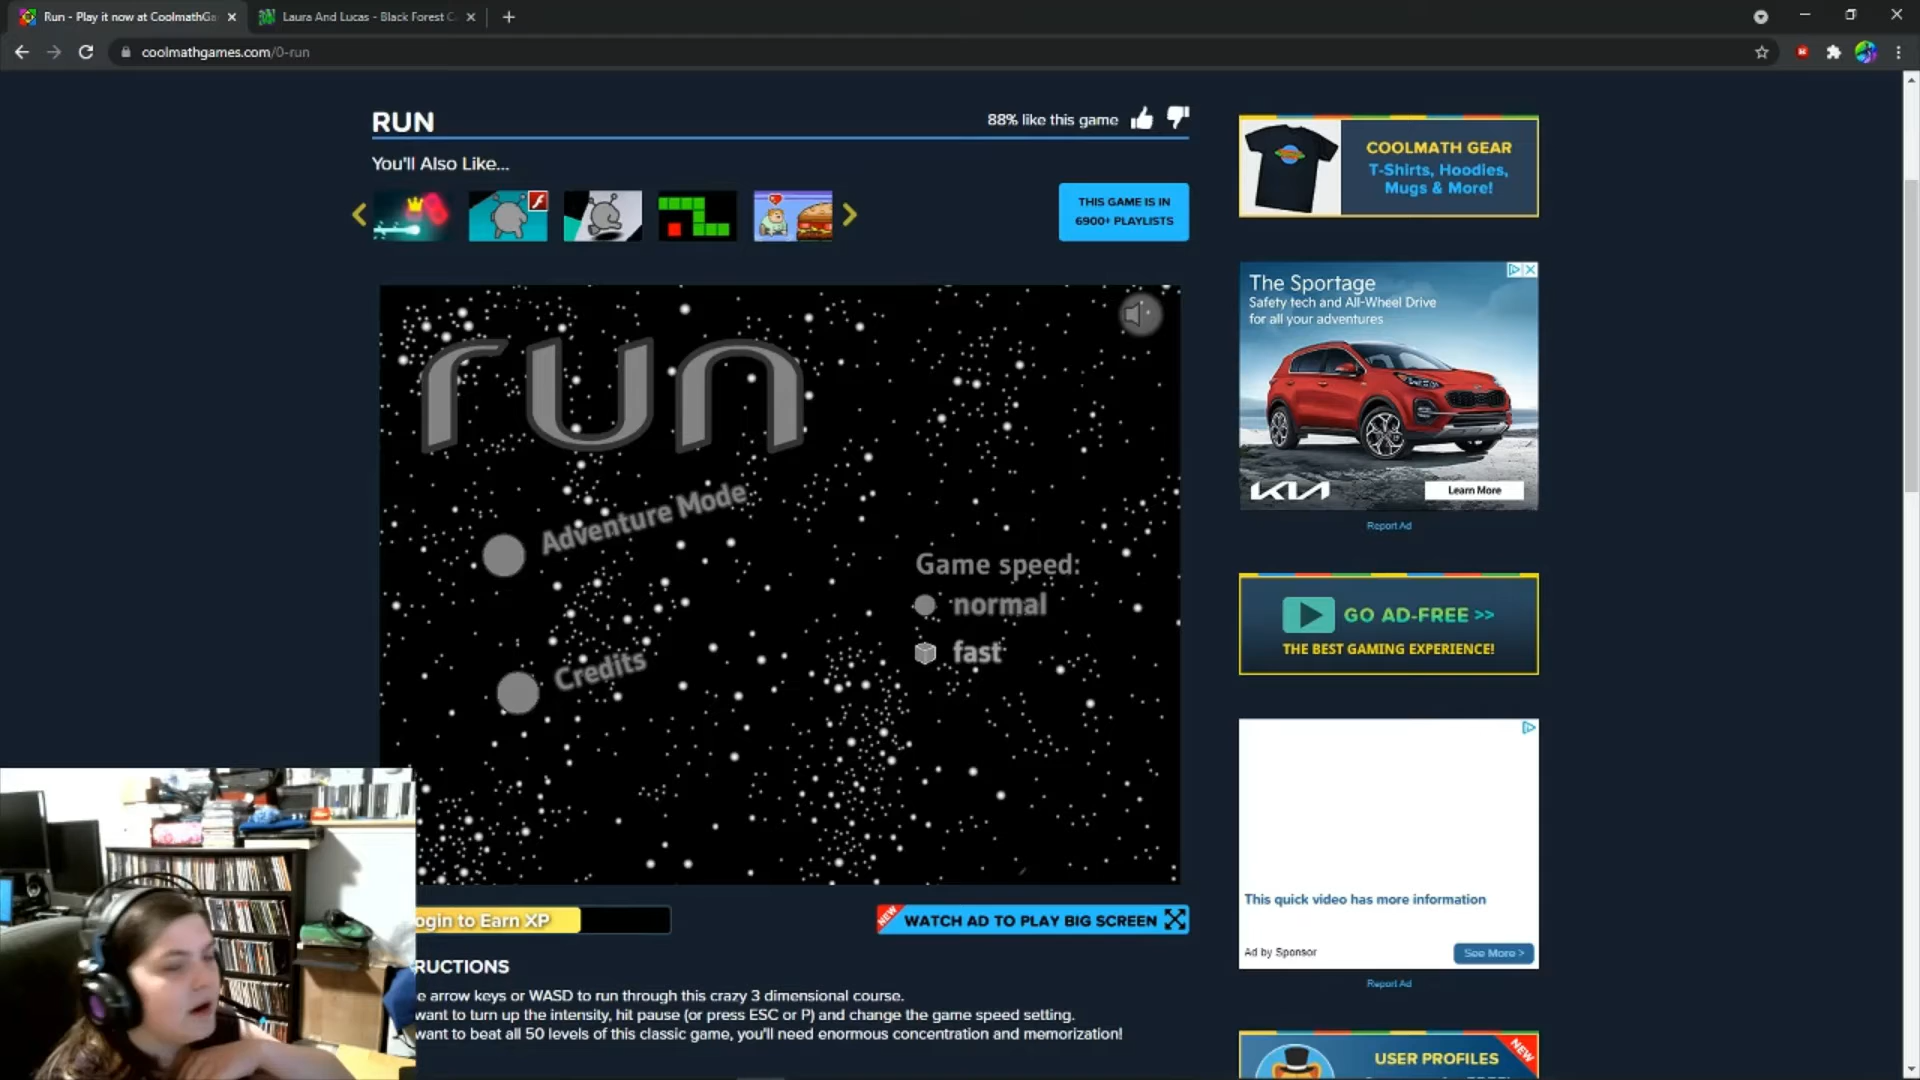 Run - Play it now at CoolmathGa
Laura And Lucas - Black Forest C
coolmathgames.com/0-run
RUN
88% like this game
You'll Also Like...
THIS GAME IS IN
6900+ PLAYLISTS
run
Adventure Mode
Credits
Game speed:
normal
fast
ogin to Earn XP
NEW
WATCH AD TO PLAY BIG SCREEN
RUCTIONS
e arrow keys or WASD to run through this crazy 3 dimensional course.
want to turn up the intensity, hit pause (or press ESC or P) and change the game speed setting.
want to beat all 50 levels of this classic game, you'll need enormous concentration and memorization!
COOLMATH GEAR
T-Shirts, Hoodies,
Mugs & More!
The Sportage
Safety tech and All-Wheel Drive
for all your adventures
KIA
Learn More
Report Ad
GO AD-FREE >>
THE BEST GAMING EXPERIENCE!
This quick video has more information
Ad by Sponsor
See More >
Report Ad
USER PROFILES
NEW